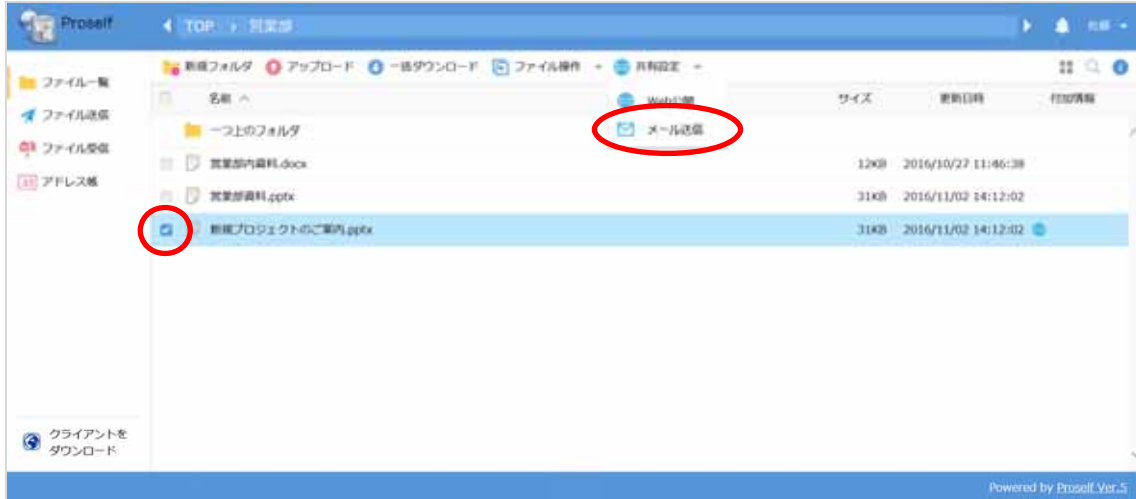 Proself
TOP 営業部
佐藤
ファイル一覧
ファイル送信
ファイル受信
アドレス帳
新規フォルダ アップロード 一括ダウンロード ファイル操作 共有設定
Web公開
メール送信
名前 サイズ 更新日時 付加情報
一つ上のフォルダ
営業部内資料.docx 12KB 2016/10/27 11:46:38
営業部資料.pptx 31KB 2016/11/02 14:12:02
新規プロジェクトのご案内.pptx 31KB 2016/11/02 14:12:02
クライアントを
ダウンロード
Powered by Proself Ver.5